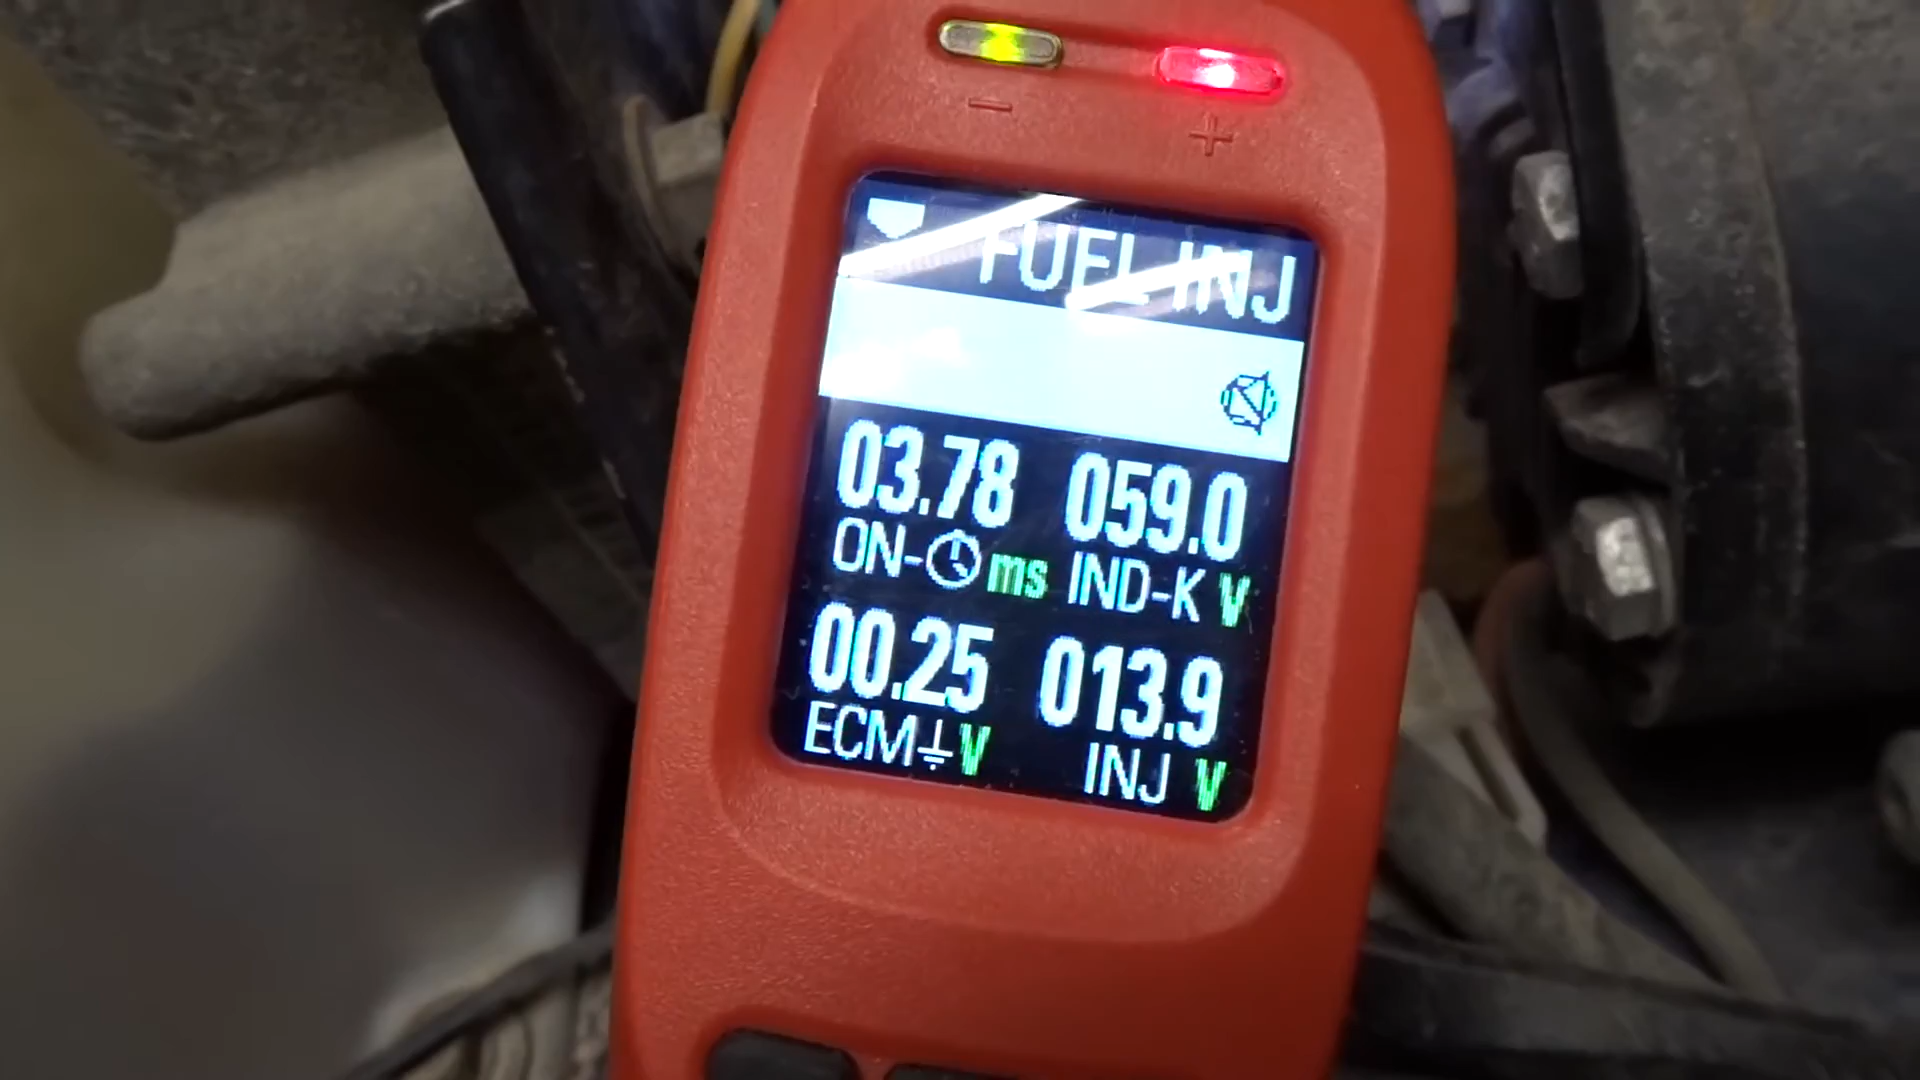 − +
FUEL INJ
03.78 059.0
ON- ms IND-K V
00.25 013.9
ECM V INJ V